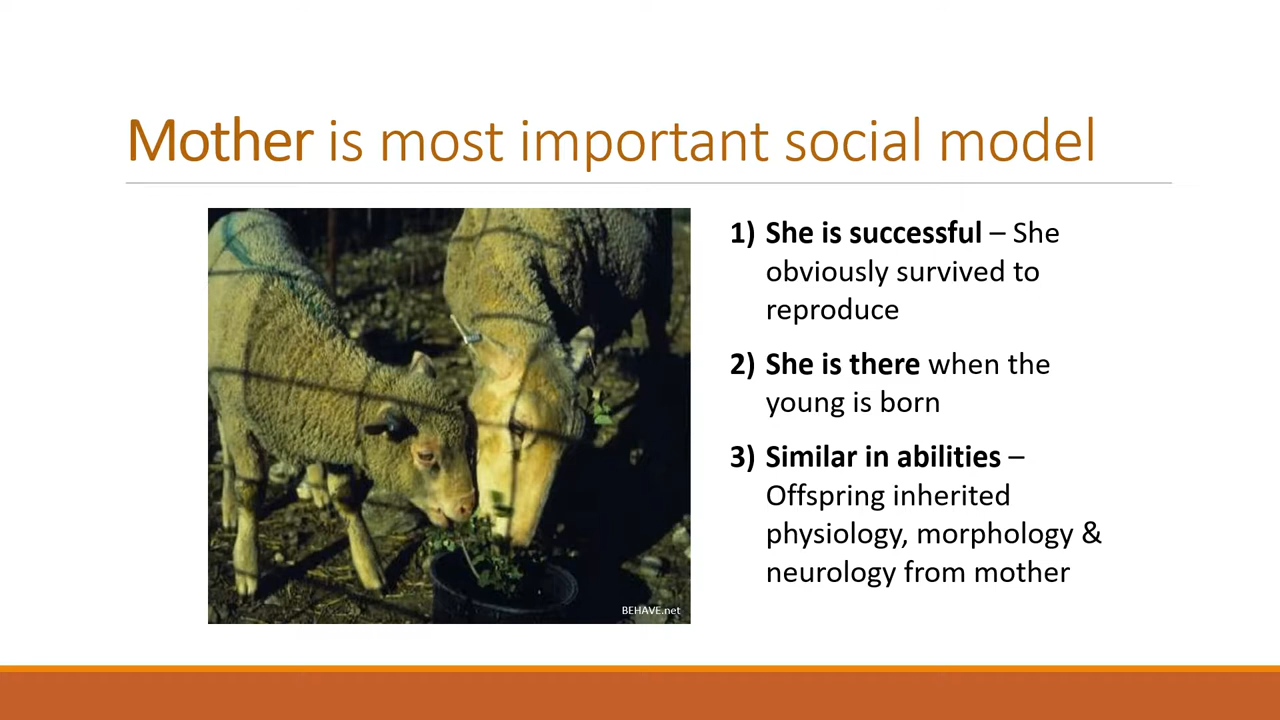 Mother is most important social model
1) She is successful – She
obviously survived to
reproduce
2) She is there when the
young is born
3) Similar in abilities –
Offspring inherited
physiology, morphology &
neurology from mother
BEHAVE.net